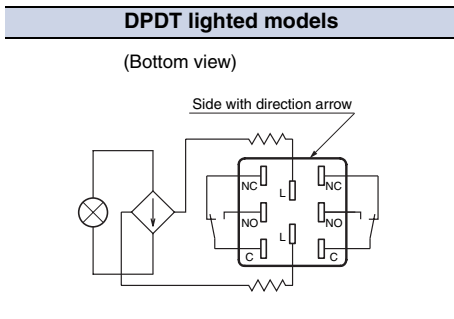 DPDT lighted models
(Bottom view)
Side with direction arrow
NC
L
NC
NO
L
NO
C
C